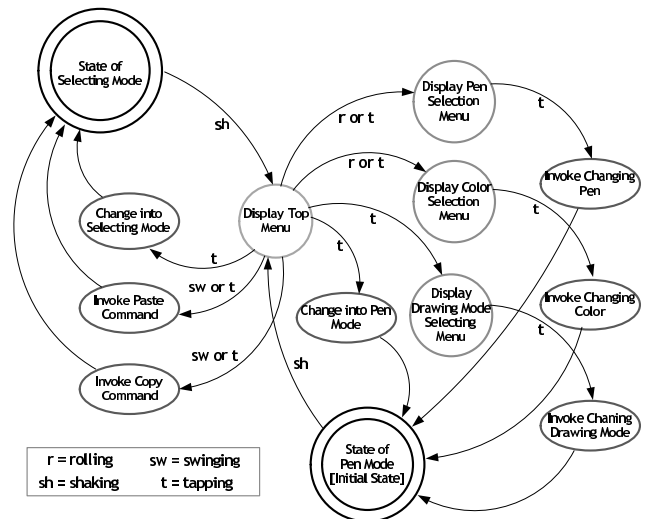 State of
Selecting Mode
sh
Display Top
Menu
r or t
Display Pen
Selection
Menu
t
Invoke Changing
Pen
r or t
Display Color
Selection
Menu
t
Invoke Changing
Color
t
Display
Drawing Mode
Selecting
Menu
t
Invoke Chaning
Drawing Mode
t
Change into Pen
Mode
t
Change into
Selecting Mode
sw or t
Invoke Paste
Command
sw or t
Invoke Copy
Command
sh
State of
Pen Mode
[Initial State]
r = rolling sw = swinging
sh = shaking t = tapping